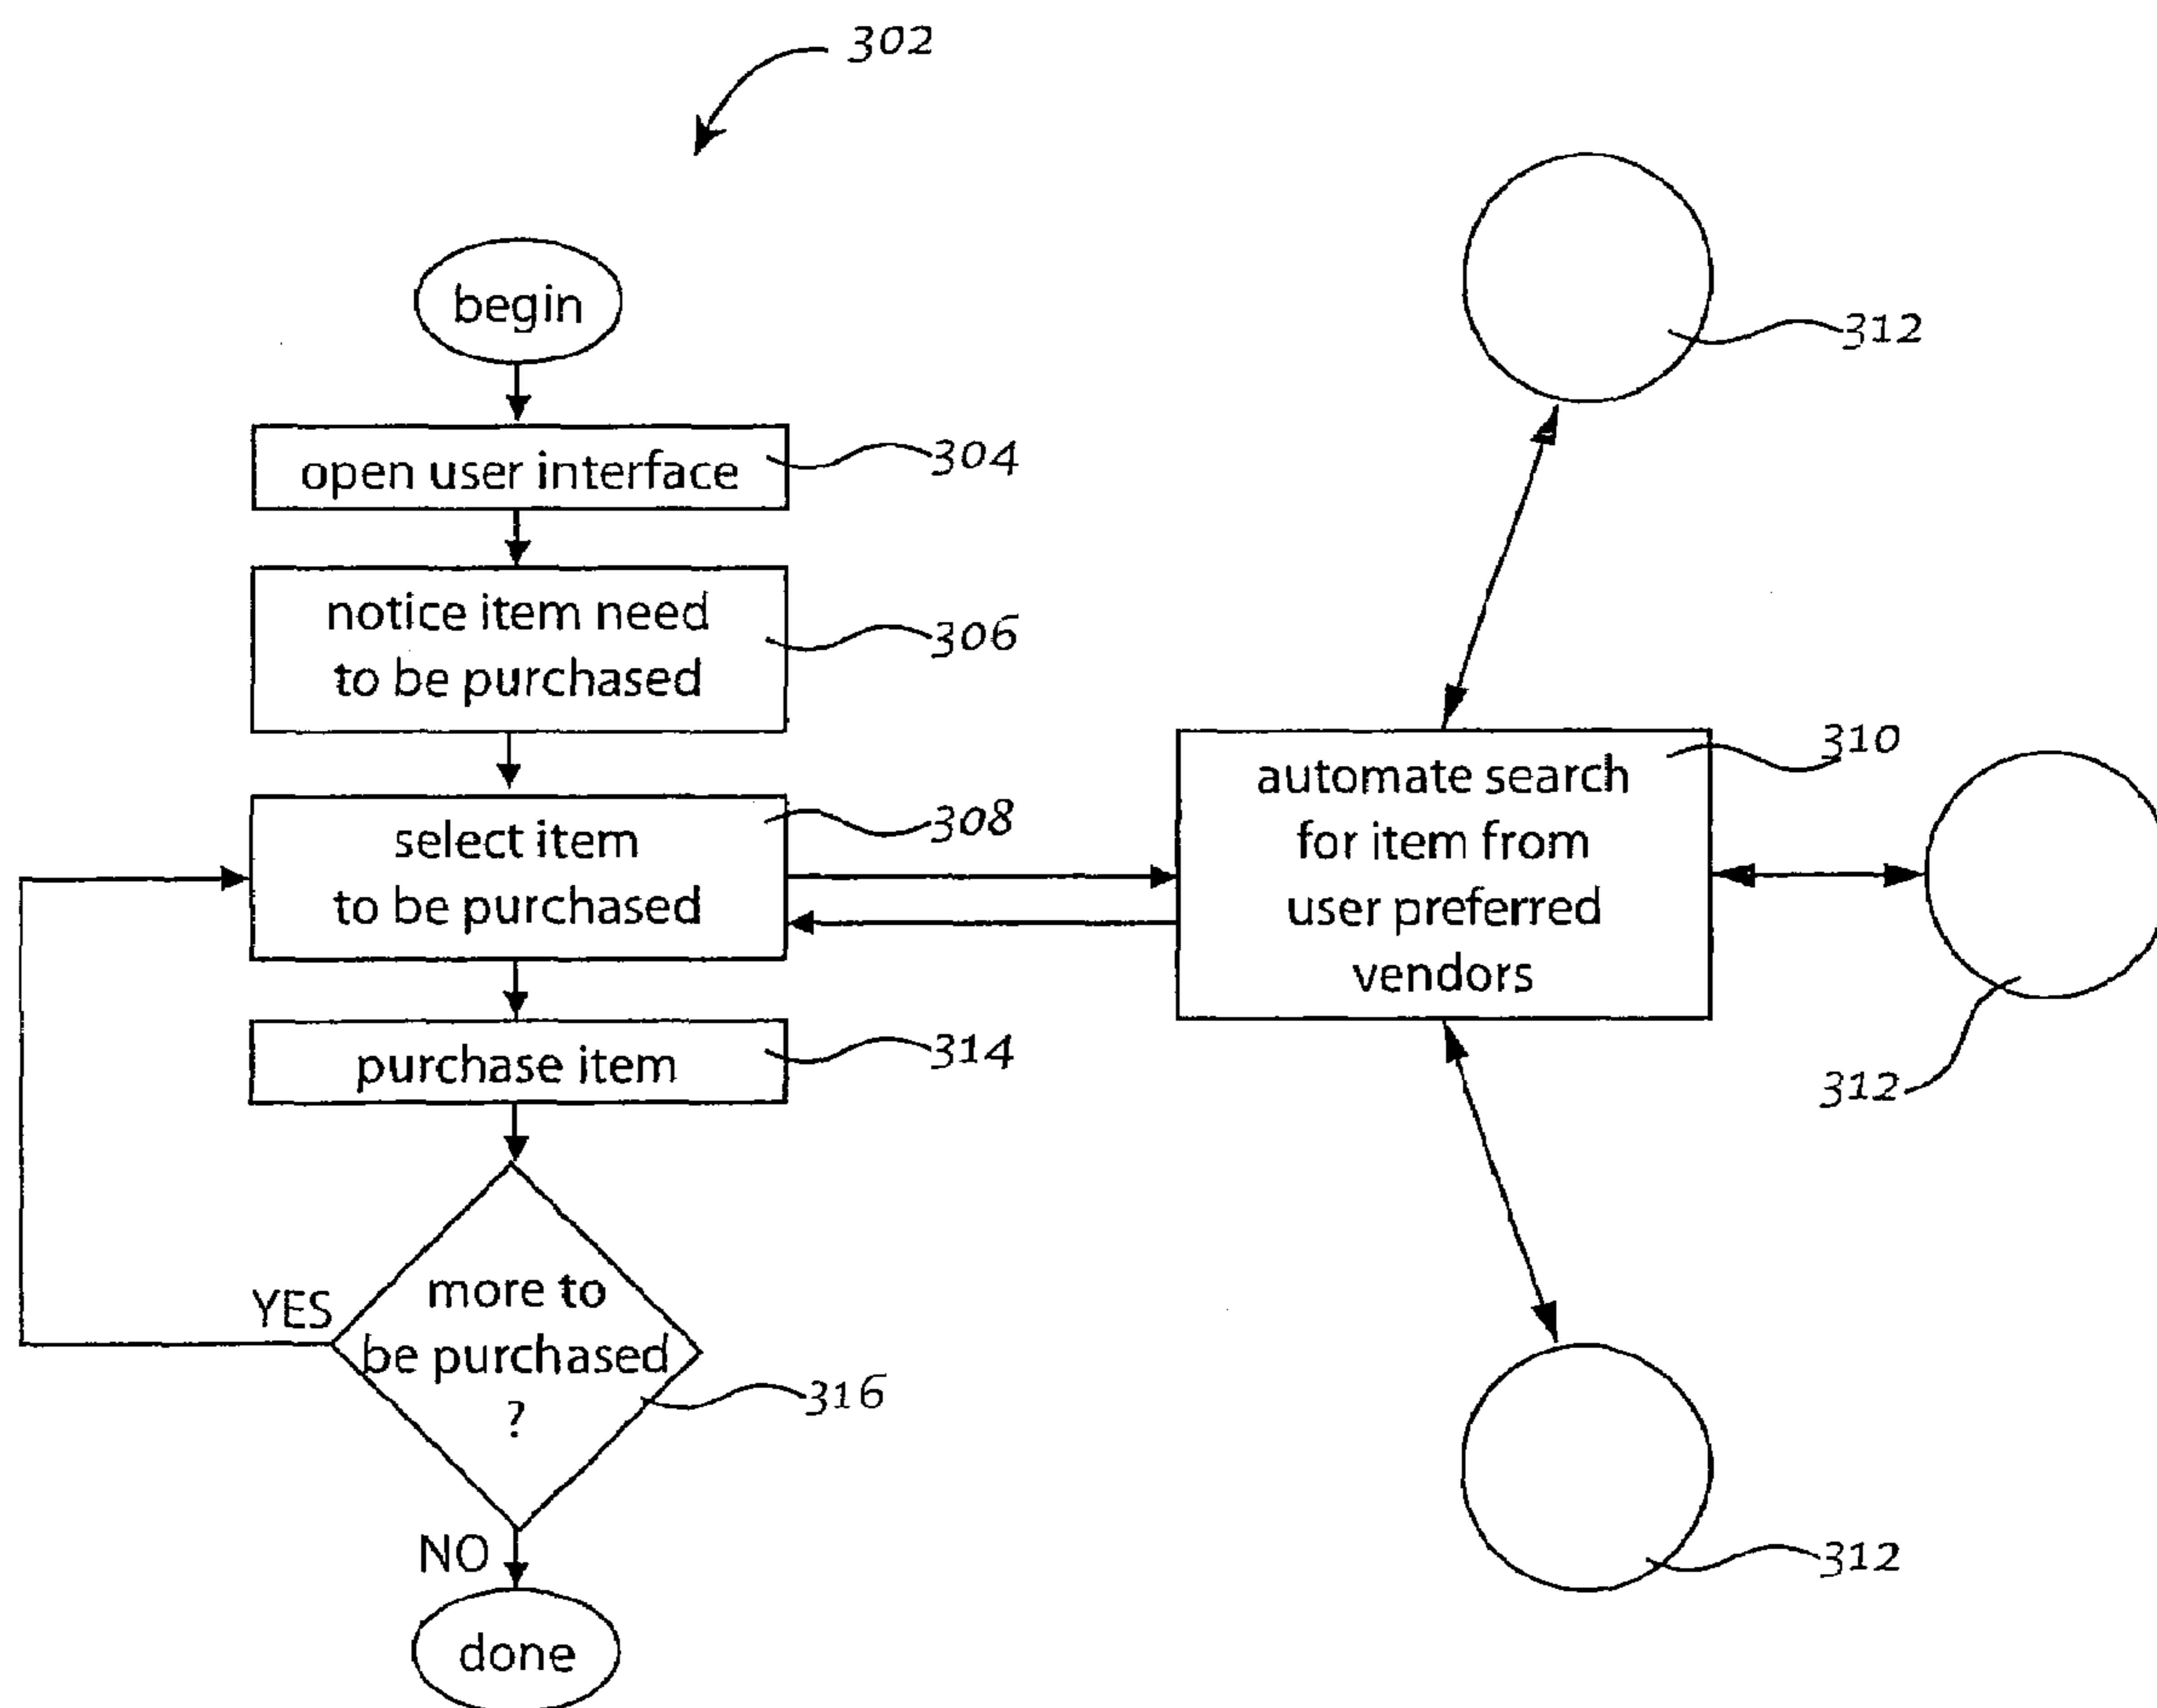 302
begin
open user interface
304
notice item need
to be purchased
306
select item
to be purchased
308
purchase item
314
more to
be purchased
?
316
YES
NO
done
automate search
for item from
user preferred
vendors
310
312
312
312